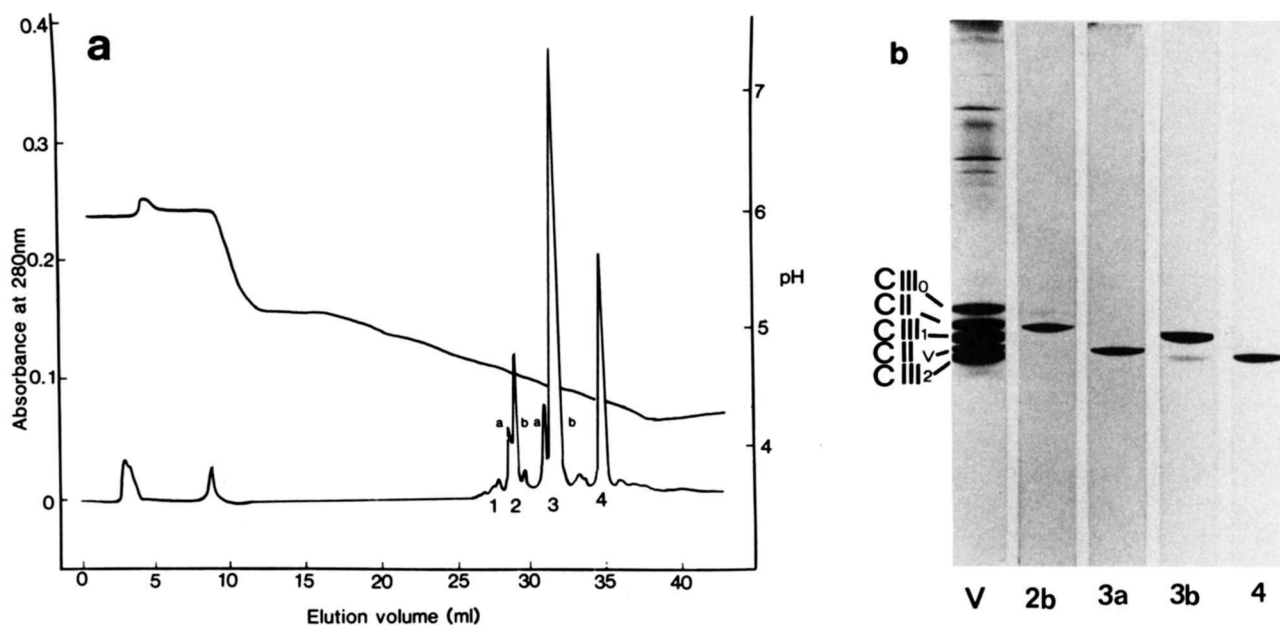 a
0.4
0.3
0.2
0.1
0
Absorbance at 280nm
7
6
5
4
pH
a b a b
1 2 3 4
0 5 10 15 20 25 30 35 40
Elution volume (ml)
b
CIII₀
CII
CIII₁
CII v
CIII₂
V 2b 3a 3b 4